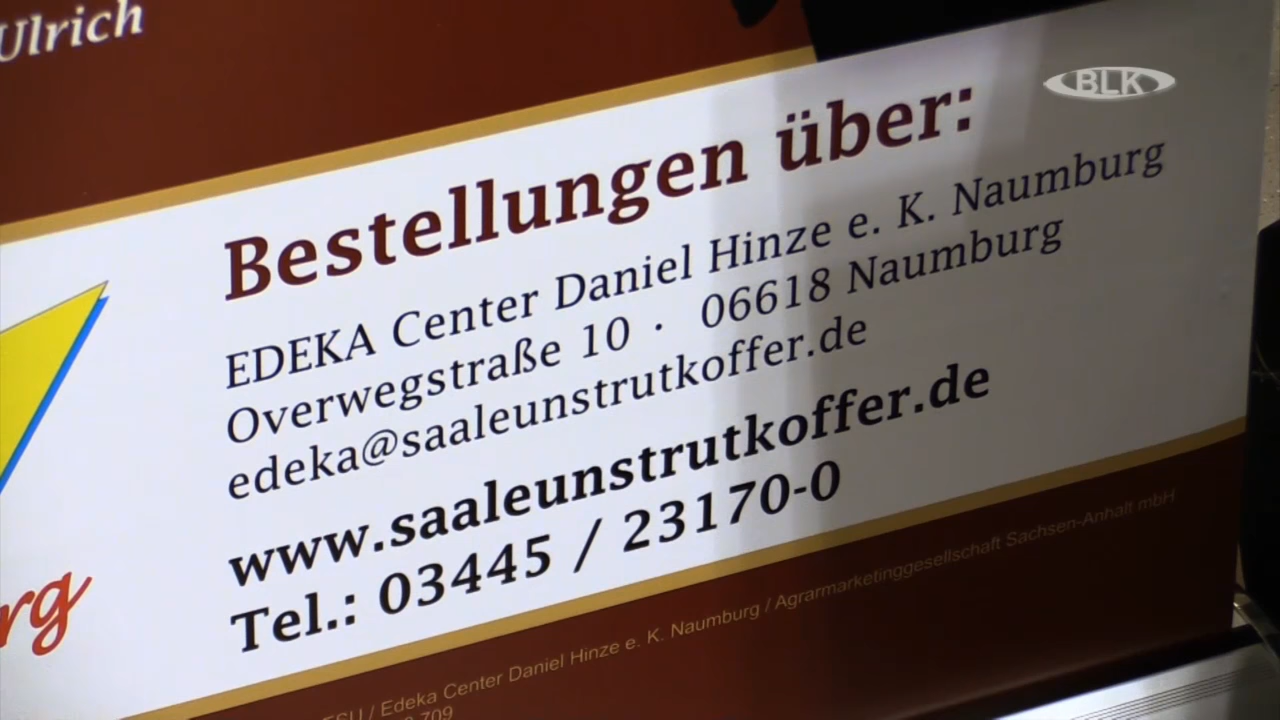 Ulrich
BLK
Bestellungen über:
EDEKA Center Daniel Hinze e. K. Naumburg
Overwegstraße 10 · 06618 Naumburg
edeka@saaleunstrutkoffer.de
www.saaleunstrutkoffer.de
Tel.: 03445 / 23170-0
rg
/ Edeka Center Daniel Hinze e. K. Naumburg / Agrarmarketinggesellschaft Sachsen-Anhalt mbH
709